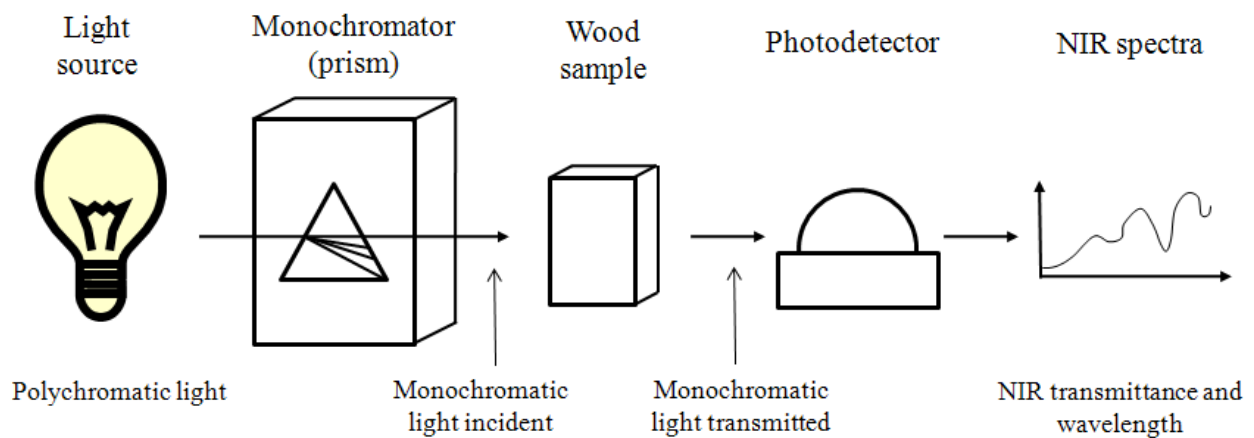 Light
source
Monochromator
(prism)
Wood
sample
Photodetector
NIR spectra
Polychromatic light
Monochromatic
light incident
Monochromatic
light transmitted
NIR transmittance and
wavelength